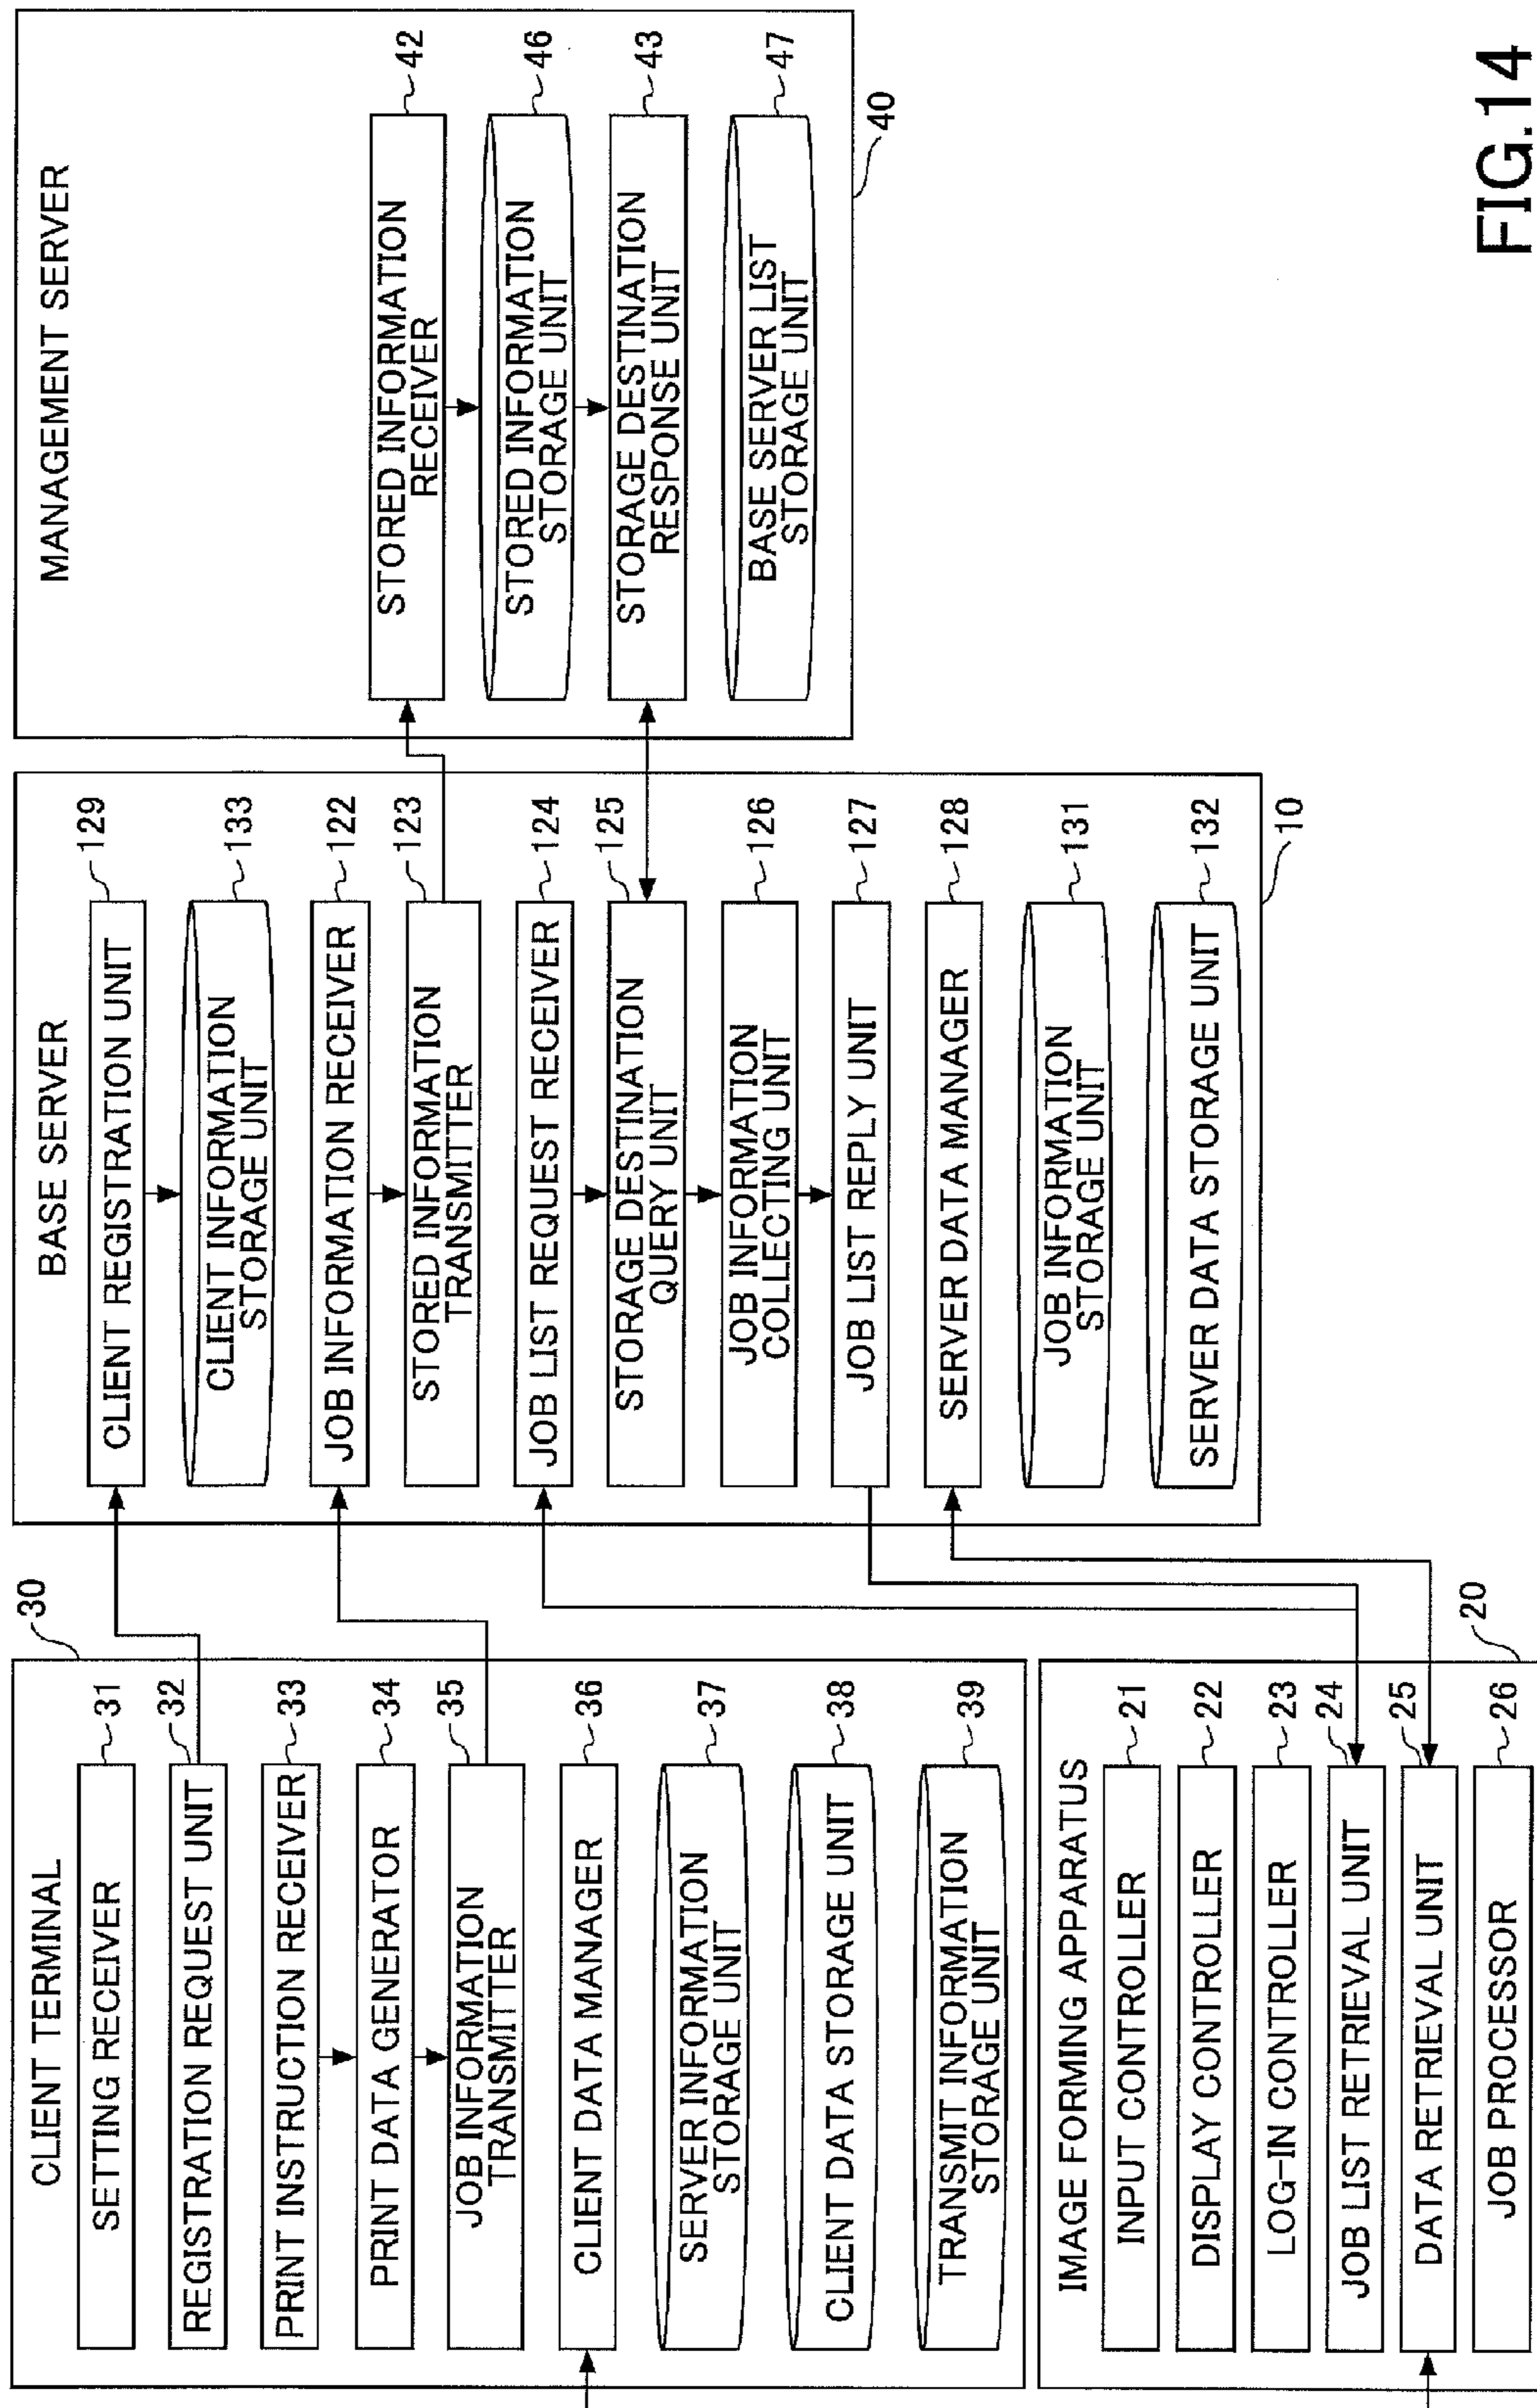 CLIENT TERMINAL
30
SETTING RECEIVER
31
REGISTRATION REQUEST UNIT
32
PRINT INSTRUCTION RECEIVER
33
PRINT DATA GENERATOR
34
JOB INFORMATION
TRANSMITTER
35
CLIENT DATA MANAGER
36
SERVER INFORMATION
STORAGE UNIT
37
CLIENT DATA STORAGE UNIT
38
TRANSMIT INFORMATION
STORAGE UNIT
39
IMAGE FORMING APPARATUS
20
INPUT CONTROLLER
21
DISPLAY CONTROLLER
22
LOG-IN CONTROLLER
23
JOB LIST RETRIEVAL UNIT
24
DATA RETRIEVAL UNIT
25
JOB PROCESSOR
26
BASE SERVER
CLIENT REGISTRATION UNIT
129
CLIENT INFORMATION
STORAGE UNIT
133
JOB INFORMATION RECEIVER
122
STORED INFORMATION
TRANSMITTER
123
JOB LIST REQUEST RECEIVER
124
STORAGE DESTINATION
QUERY UNIT
125
JOB INFORMATION
COLLECTING UNIT
126
JOB LIST REPLY UNIT
127
SERVER DATA MANAGER
128
JOB INFORMATION
STORAGE UNIT
131
SERVER DATA STORAGE UNIT
132
10
MANAGEMENT SERVER
STORED INFORMATION
RECEIVER
42
STORED INFORMATION
STORAGE UNIT
46
STORAGE DESTINATION
RESPONSE UNIT
43
BASE SERVER LIST
STORAGE UNIT
47
40
FIG.14